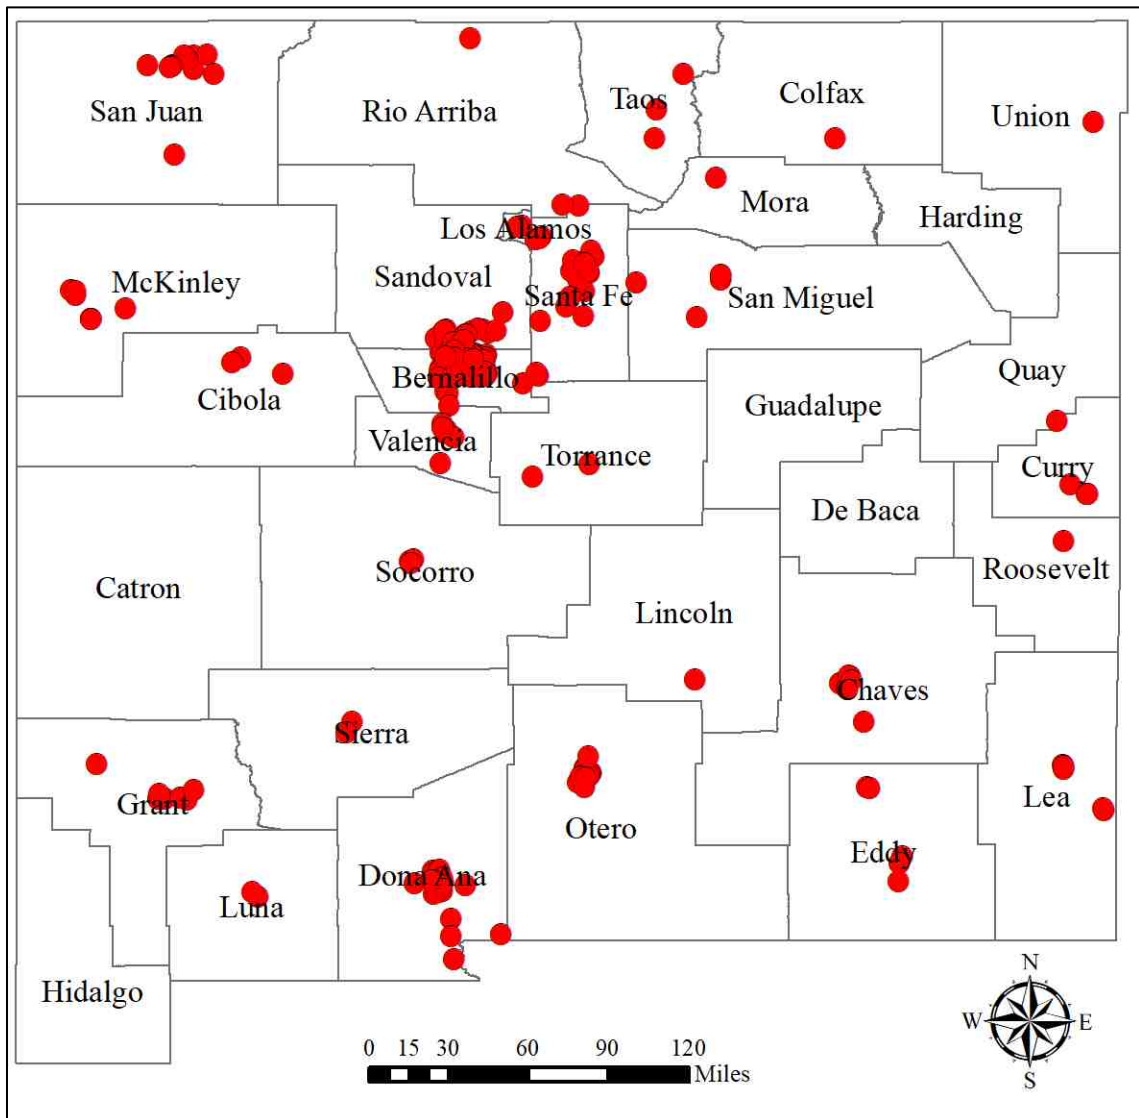 San Juan
Rio Arriba
Taos
Colfax
Union
Mora
Harding
Los Alamos
McKinley
Sandoval
Santa Fe
San Miguel
Cibola
Bernalillo
Quay
Guadalupe
Valencia
Torrance
Curry
De Baca
Catron
Socorro
Roosevelt
Lincoln
Chaves
Sierra
Grant
Otero
Lea
Eddy
Dona Ana
Luna
Hidalgo
N
W E
S
0 15 30 60 90 120
Miles